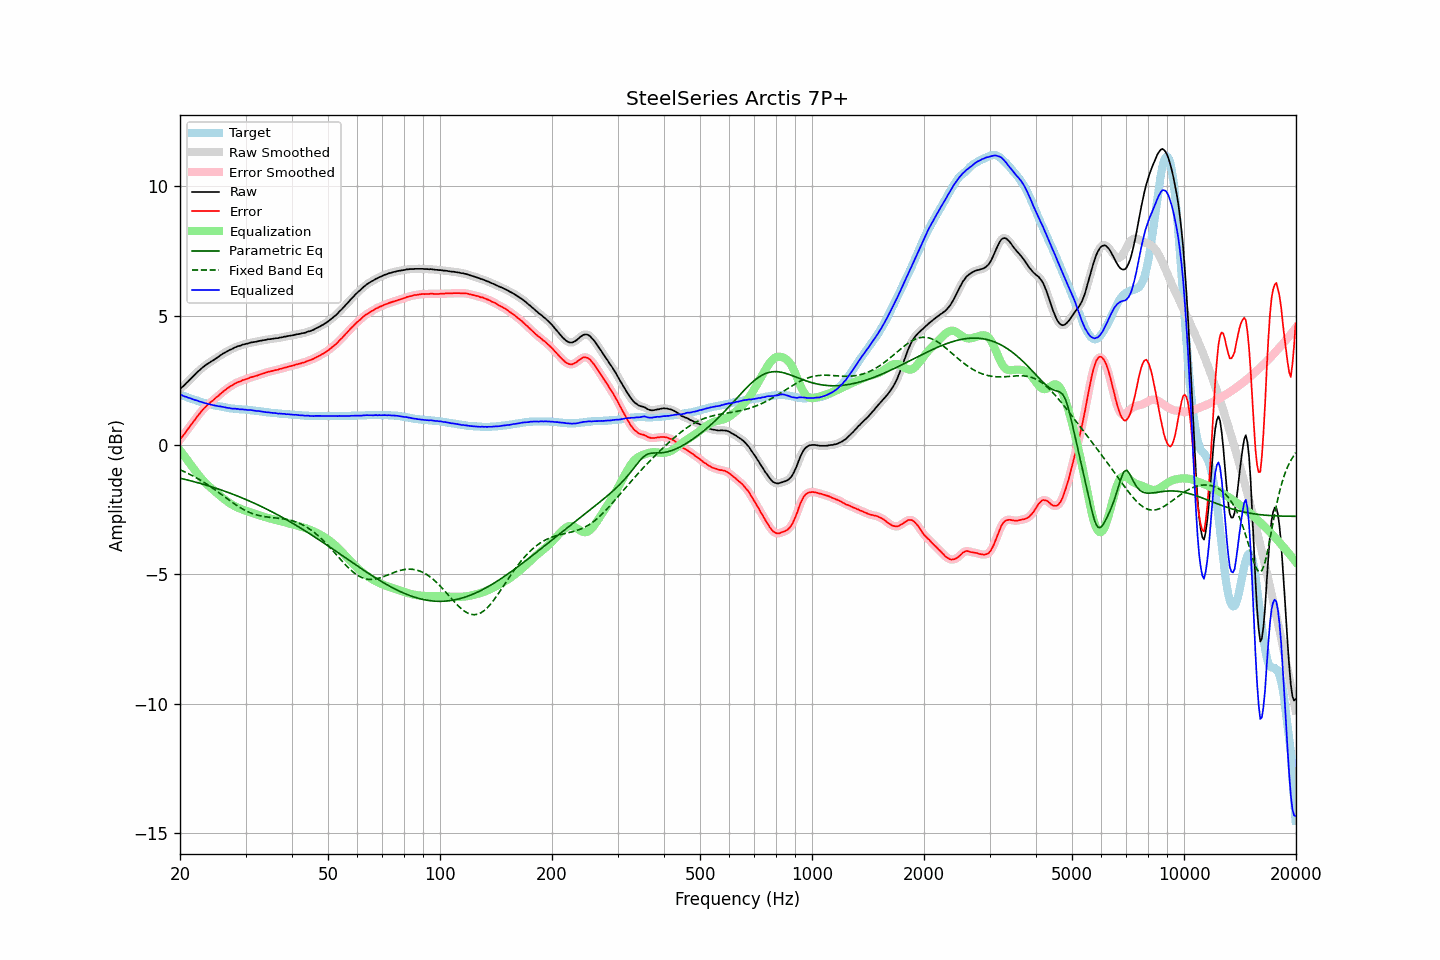 SteelSeries Arctis 7P+
Target
Raw Smoothed
Error Smoothed
Raw
Error
Equalization
Parametric Eq
Fixed Band Eq
Equalized
Amplitude (dBr)
10
5
0
−5
−10
−15
20 50 100 200 500 1000 2000 5000 10000 20000
Frequency (Hz)